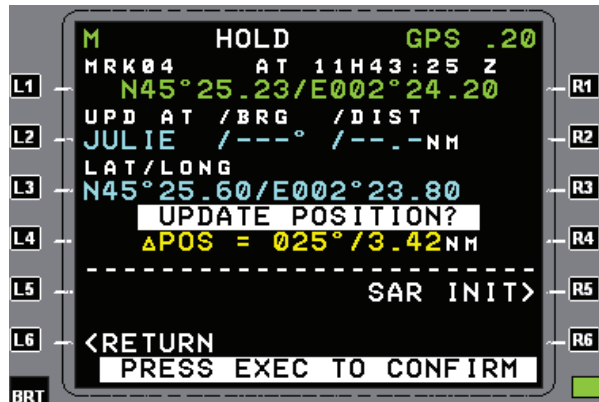 M HOLD GPS .20
MRK04 AT 11H43:25 Z
L1 N45°25.23/E002°24.20 R1
UPD AT /BRG /DIST
L2 JULIE /---° /--.-NM R2
LAT/LONG
L3 N45°25.60/E002°23.80 R3
UPDATE POSITION?
L4 △POS = 025°/3.42NM R4
------------------------------
L5 SAR INIT> R5
L6 <RETURN R6
PRESS EXEC TO CONFIRM
BRT